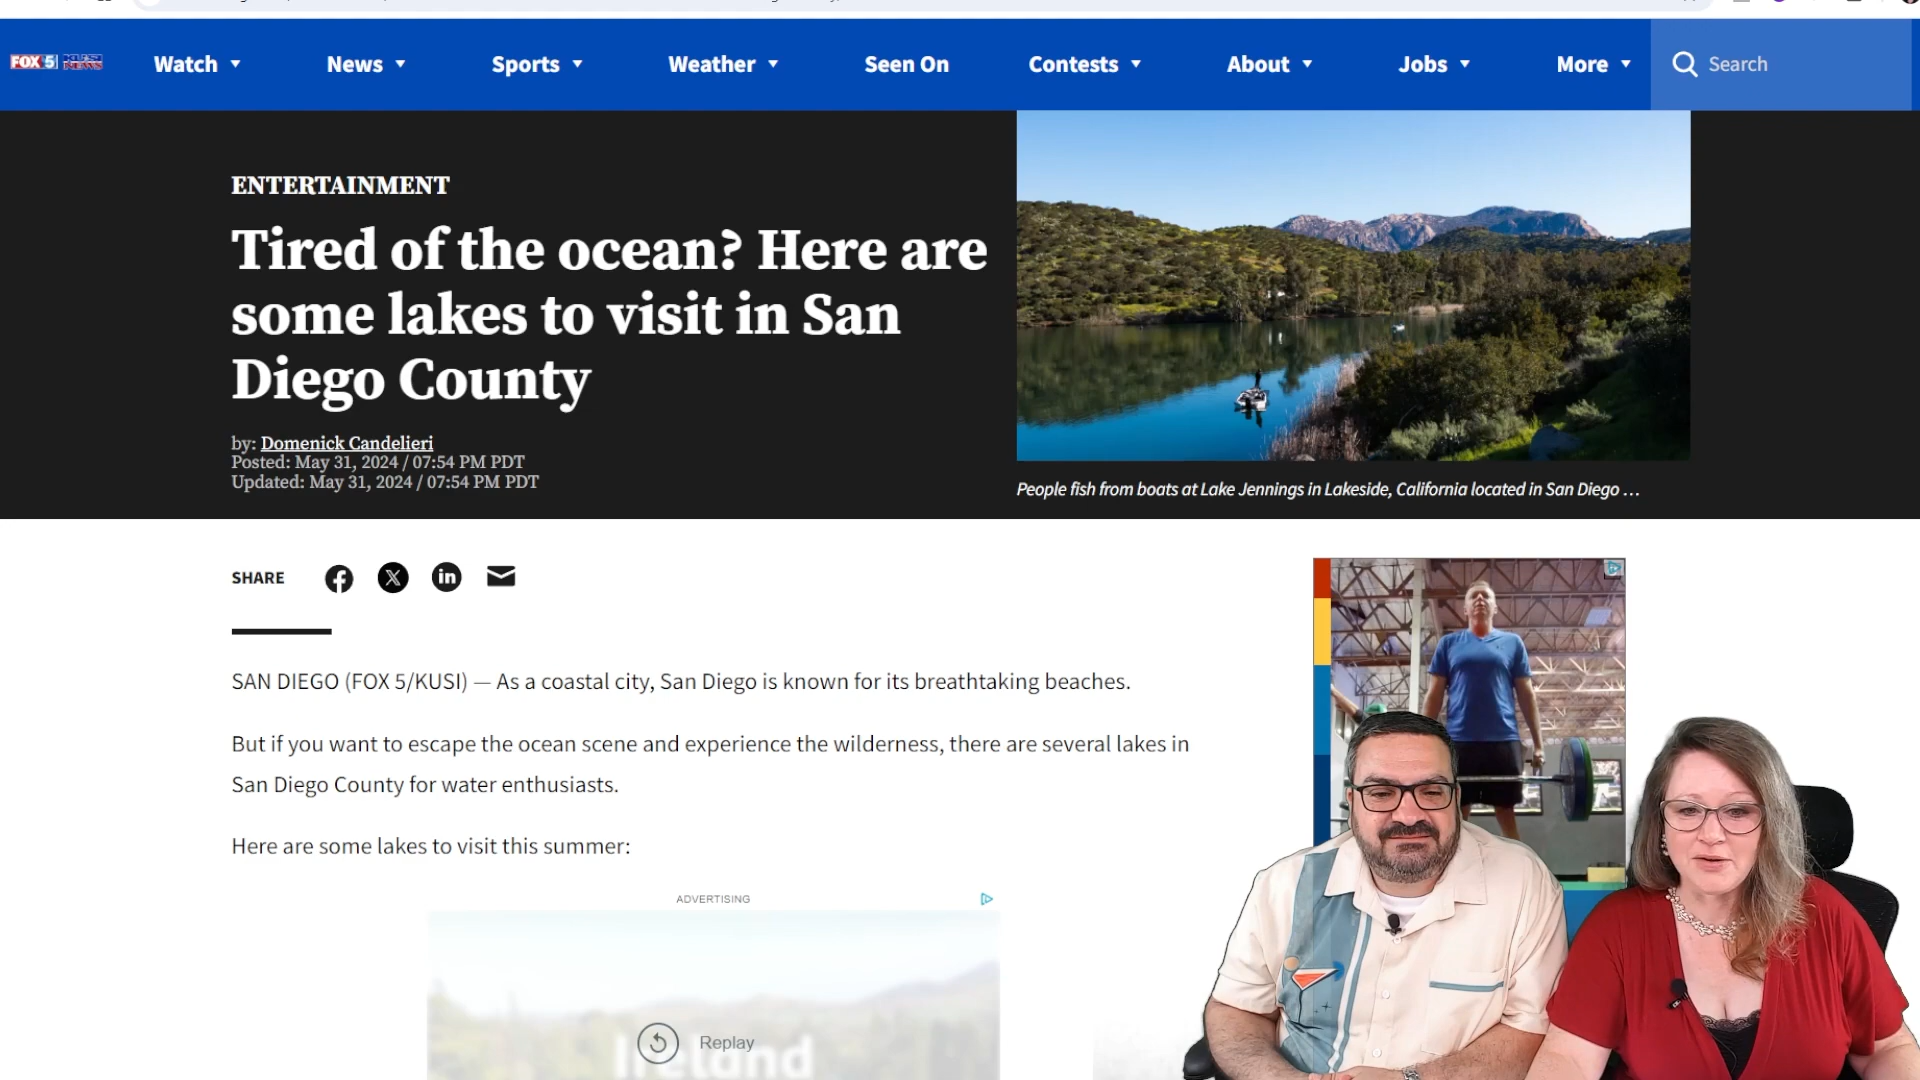 FOX 5 KUSI NEWS
Watch
News
Sports
Weather
Seen On
Contests
About
Jobs
More
Search
ENTERTAINMENT
Tired of the ocean? Here are
some lakes to visit in San
Diego County
by: Domenick Candelieri
Posted: May 31, 2024 / 07:54 PM PDT
Updated: May 31, 2024 / 07:54 PM PDT
People fish from boats at Lake Jennings in Lakeside, California located in San Diego …
SHARE
SAN DIEGO (FOX 5/KUSI) — As a coastal city, San Diego is known for its breathtaking beaches.
But if you want to escape the ocean scene and experience the wilderness, there are several lakes in
San Diego County for water enthusiasts.
Here are some lakes to visit this summer:
ADVERTISING
Replay
Ireland